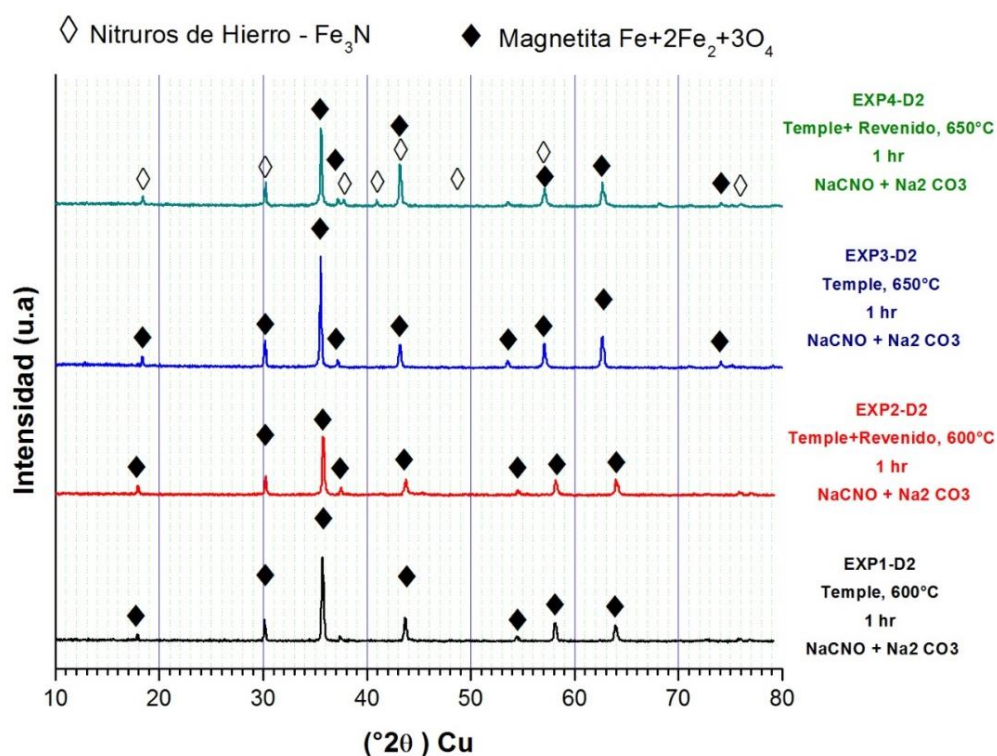 ◊ Nitruros de Hierro - Fe₃N
◆ Magnetita Fe+2Fe₂+3O₄
EXP4-D2
Temple+ Revenido, 650°C
1 hr
NaCNO + Na2 CO3
EXP3-D2
Temple, 650°C
1 hr
NaCNO + Na2 CO3
EXP2-D2
Temple+Revenido, 600°C
1 hr
NaCNO + Na2 CO3
EXP1-D2
Temple, 600°C
1 hr
NaCNO + Na2 CO3
Intensidad (u.a)
10 20 30 40 50 60 70 80
(°2θ ) Cu